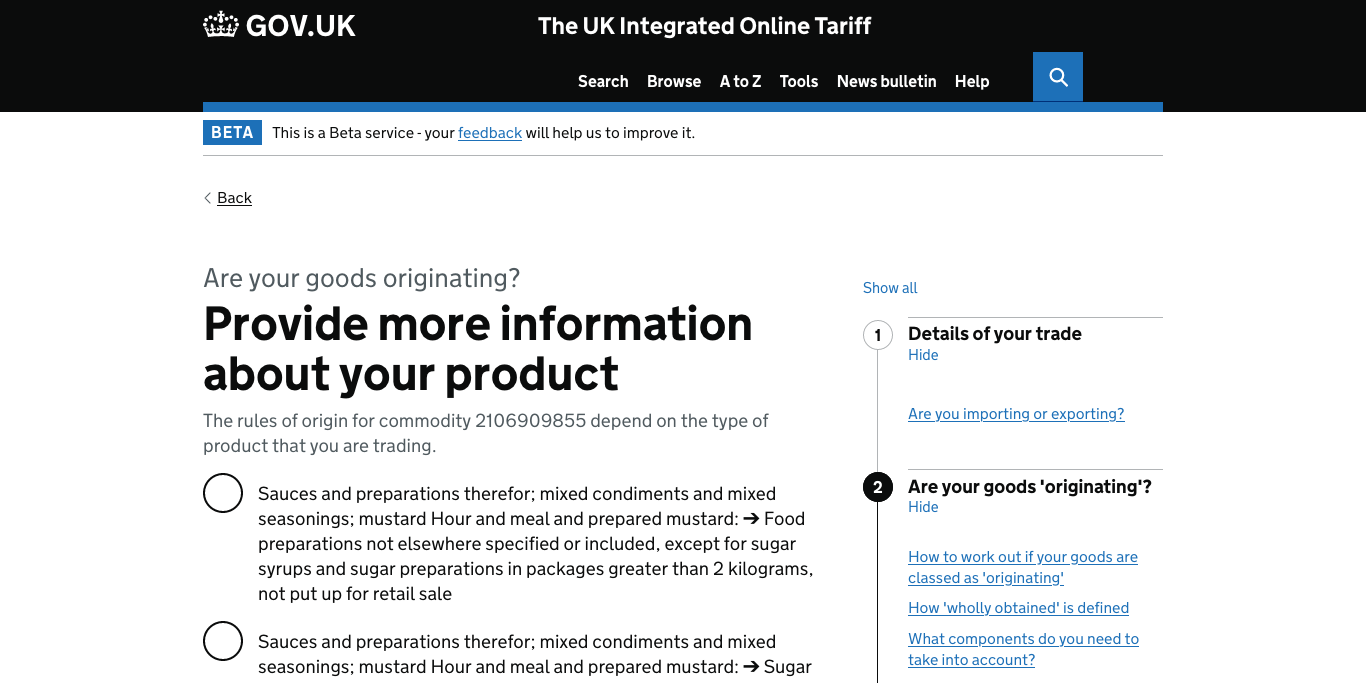 GOV.UK
The UK Integrated Online Tariff
Search Browse A to Z Tools News bulletin Help
BETA This is a Beta service - your feedback will help us to improve it.
Back
Are your goods originating?
Provide more information
about your product
The rules of origin for commodity 2106909855 depend on the type of
product that you are trading.
Sauces and preparations therefor; mixed condiments and mixed
seasonings; mustard Hour and meal and prepared mustard: ➔ Food
preparations not elsewhere specified or included, except for sugar
syrups and sugar preparations in packages greater than 2 kilograms,
not put up for retail sale
Sauces and preparations therefor; mixed condiments and mixed
seasonings; mustard Hour and meal and prepared mustard: ➔ Sugar
Show all
1 Details of your trade
Hide
Are you importing or exporting?
2 Are your goods 'originating'?
Hide
How to work out if your goods are
classed as 'originating'
How 'wholly obtained' is defined
What components do you need to
take into account?